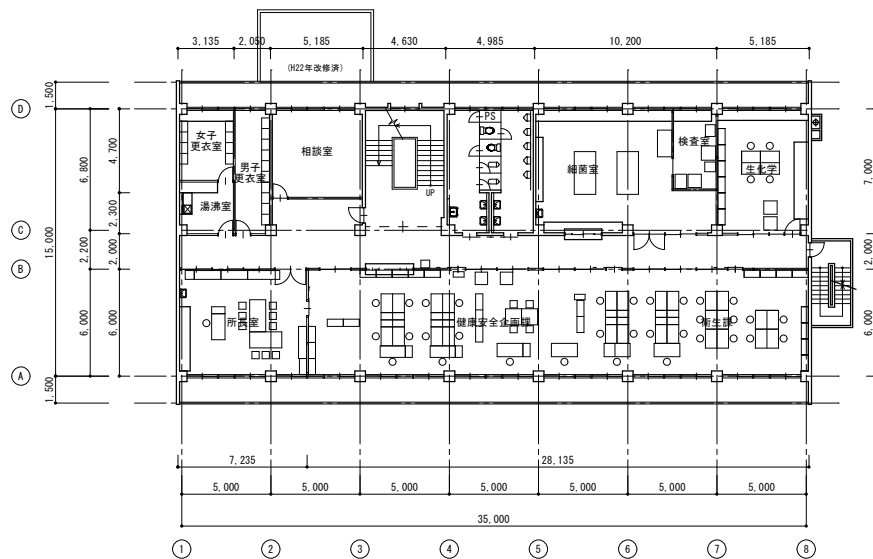 3,135
2,050
5,185
4,630
4,985
10,200
5,185
(H22年改修済)
1,500
D
女子
更衣室
男子
更衣室
相談室
PS
細菌室
検査室
生化学
湯沸室
UP
6,800
4,700
7,000
2,300
C
15,000
2,200
2,000
2,000
B
所長室
健康安全企画課
衛生課
6,000
6,000
6,000
A
1,500
7,235
28,135
5,000
5,000
5,000
5,000
5,000
5,000
5,000
35,000
1
2
3
4
5
6
7
8